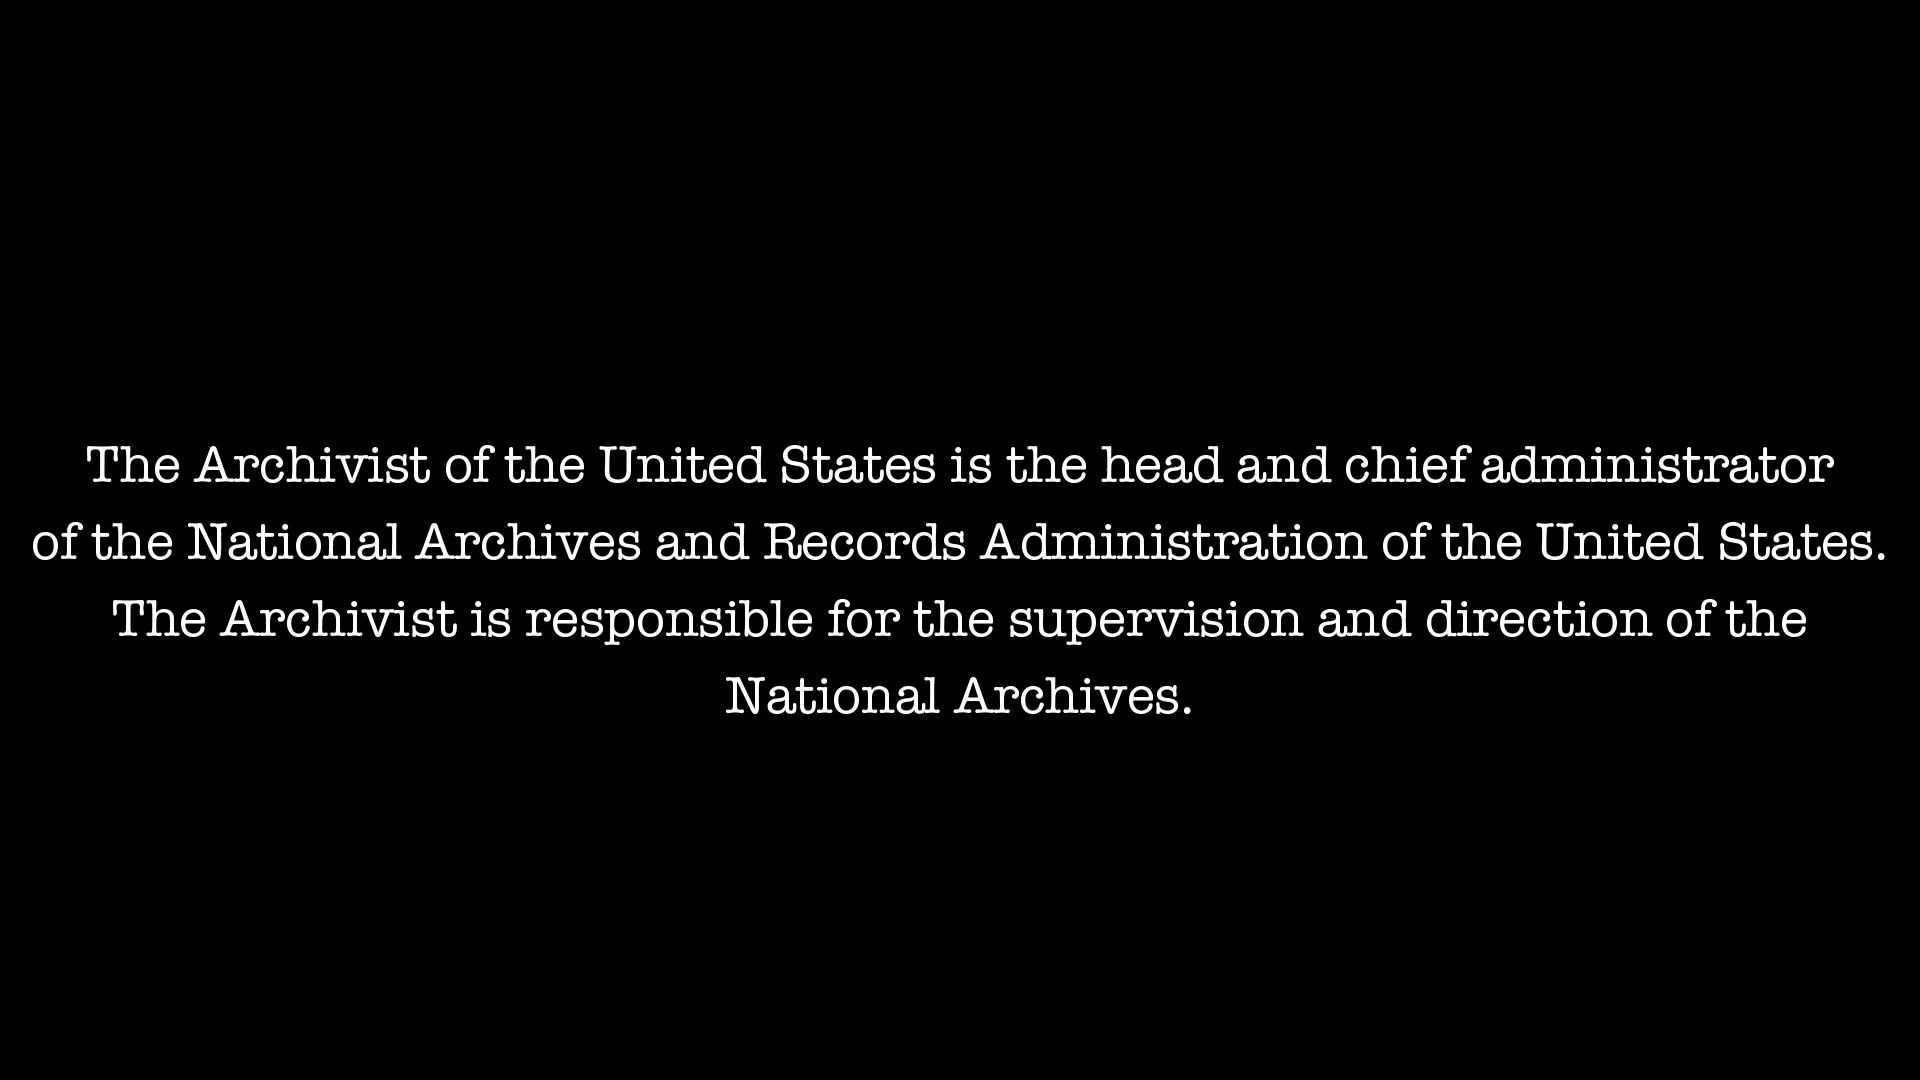 The Archivist of the United States is the head and chief administrator
of the National Archives and Records Administration of the United States.
The Archivist is responsible for the supervision and direction of the
National Archives.